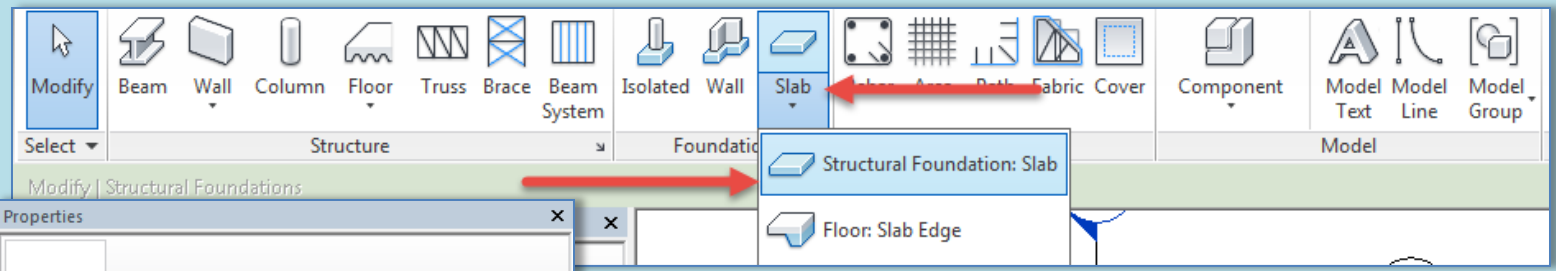 Modify Beam Wall Column Floor Truss Brace Beam System Isolated Wall Slab Fabric Cover Component Model Text Model Line Model Group
Select Structure Model
Structural Foundation: Slab
Modify | Structural Foundations
Properties
Floor: Slab Edge